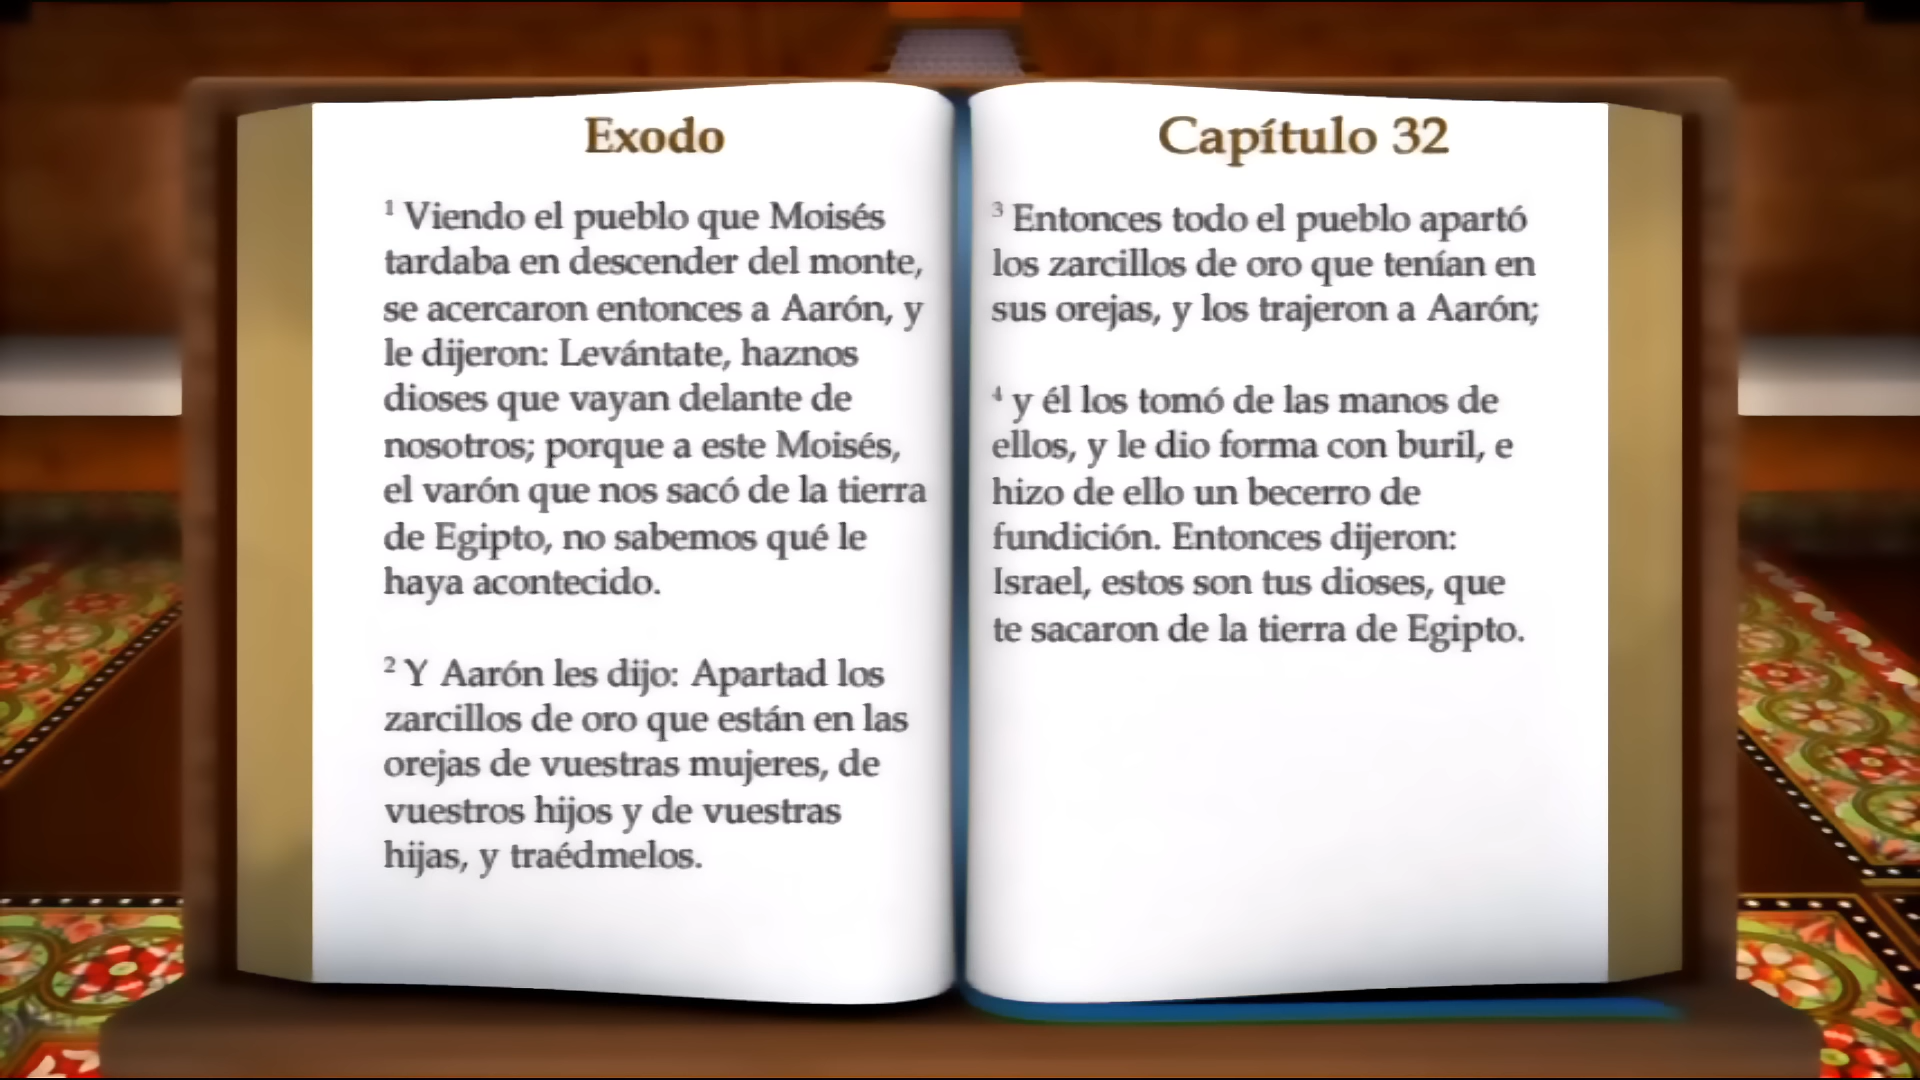 Exodo
1 Viendo el pueblo que Moisés
tardaba en descender del monte,
se acercaron entonces a Aarón, y
le dijeron: Levántate, haznos
dioses que vayan delante de
nosotros; porque a este Moisés,
el varón que nos sacó de la tierra
de Egipto, no sabemos qué le
haya acontecido.
2 Y Aarón les dijo: Apartad los
zarcillos de oro que están en las
orejas de vuestras mujeres, de
vuestros hijos y de vuestras
hijas, y traédmelos.
Capítulo 32
3 Entonces todo el pueblo apartó
los zarcillos de oro que tenían en
sus orejas, y los trajeron a Aarón;
4 y él los tomó de las manos de
ellos, y le dio forma con buril, e
hizo de ello un becerro de
fundición. Entonces dijeron:
Israel, estos son tus dioses, que
te sacaron de la tierra de Egipto.